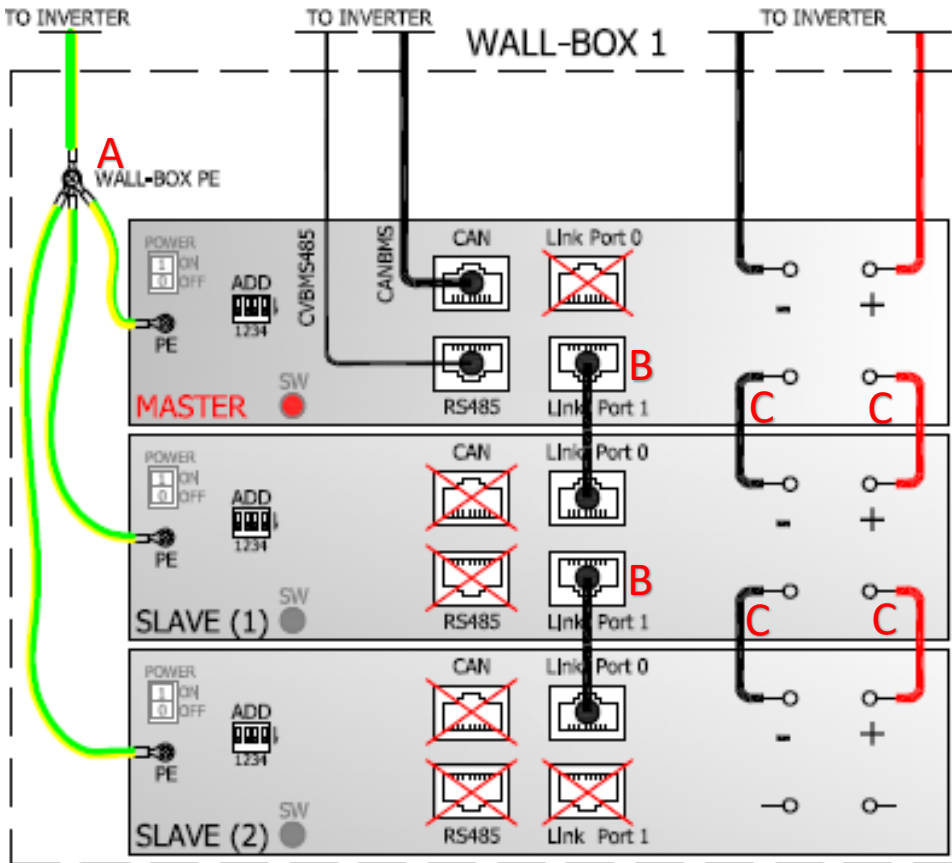 TO INVERTER TO INVERTER TO INVERTER
WALL-BOX 1
A
WALL-BOX PE
POWER
1 ON
0 OFF
ADD
1234
PE
SW
MASTER
CVBMS485
CANBMS
CAN
Link Port 0
RS485
Link Port 1
B
- +
C C
POWER
1 ON
0 OFF
ADD
1234
PE
SW
SLAVE (1)
CAN
Link Port 0
RS485
Link Port 1
B
- +
C C
POWER
1 ON
0 OFF
ADD
1234
PE
SW
SLAVE (2)
CAN
Link Port 0
RS485
Link Port 1
- +